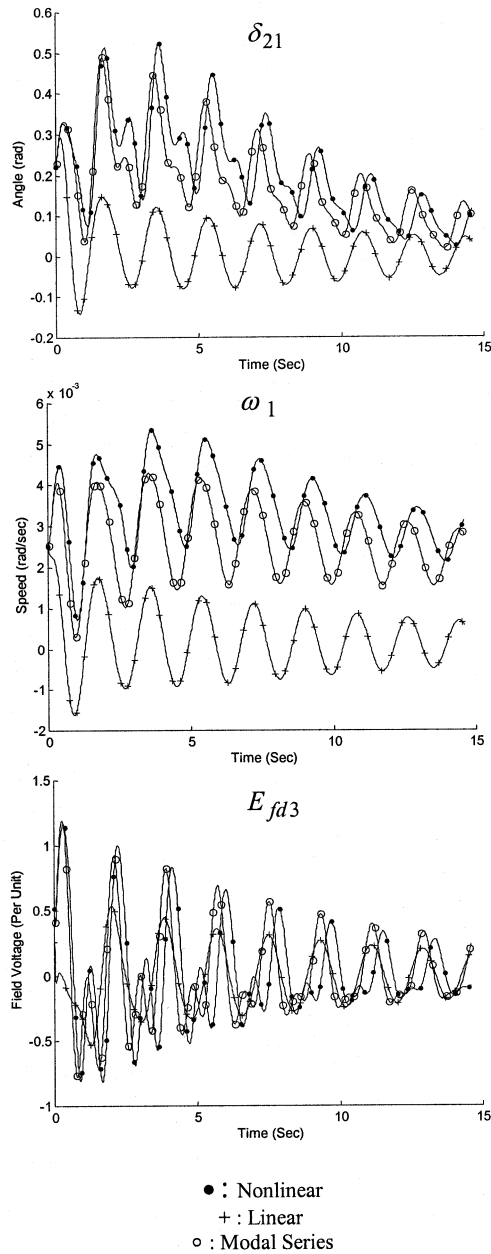 δ21
Angle (rad)
0.6
0.5
0.4
0.3
0.2
0.1
0
-0.1
-0.2
0
5
10
15
Time (Sec)
x 10-3
ω 1
Speed (rad/sec)
6
5
4
3
2
1
0
-1
-2
0
5
10
15
Time (Sec)
E fd3
Field Voltage (Per Unit)
1.5
1
0.5
0
-0.5
-1
0
5
10
15
Time (Sec)
● : Nonlinear
+ : Linear
o : Modal Series